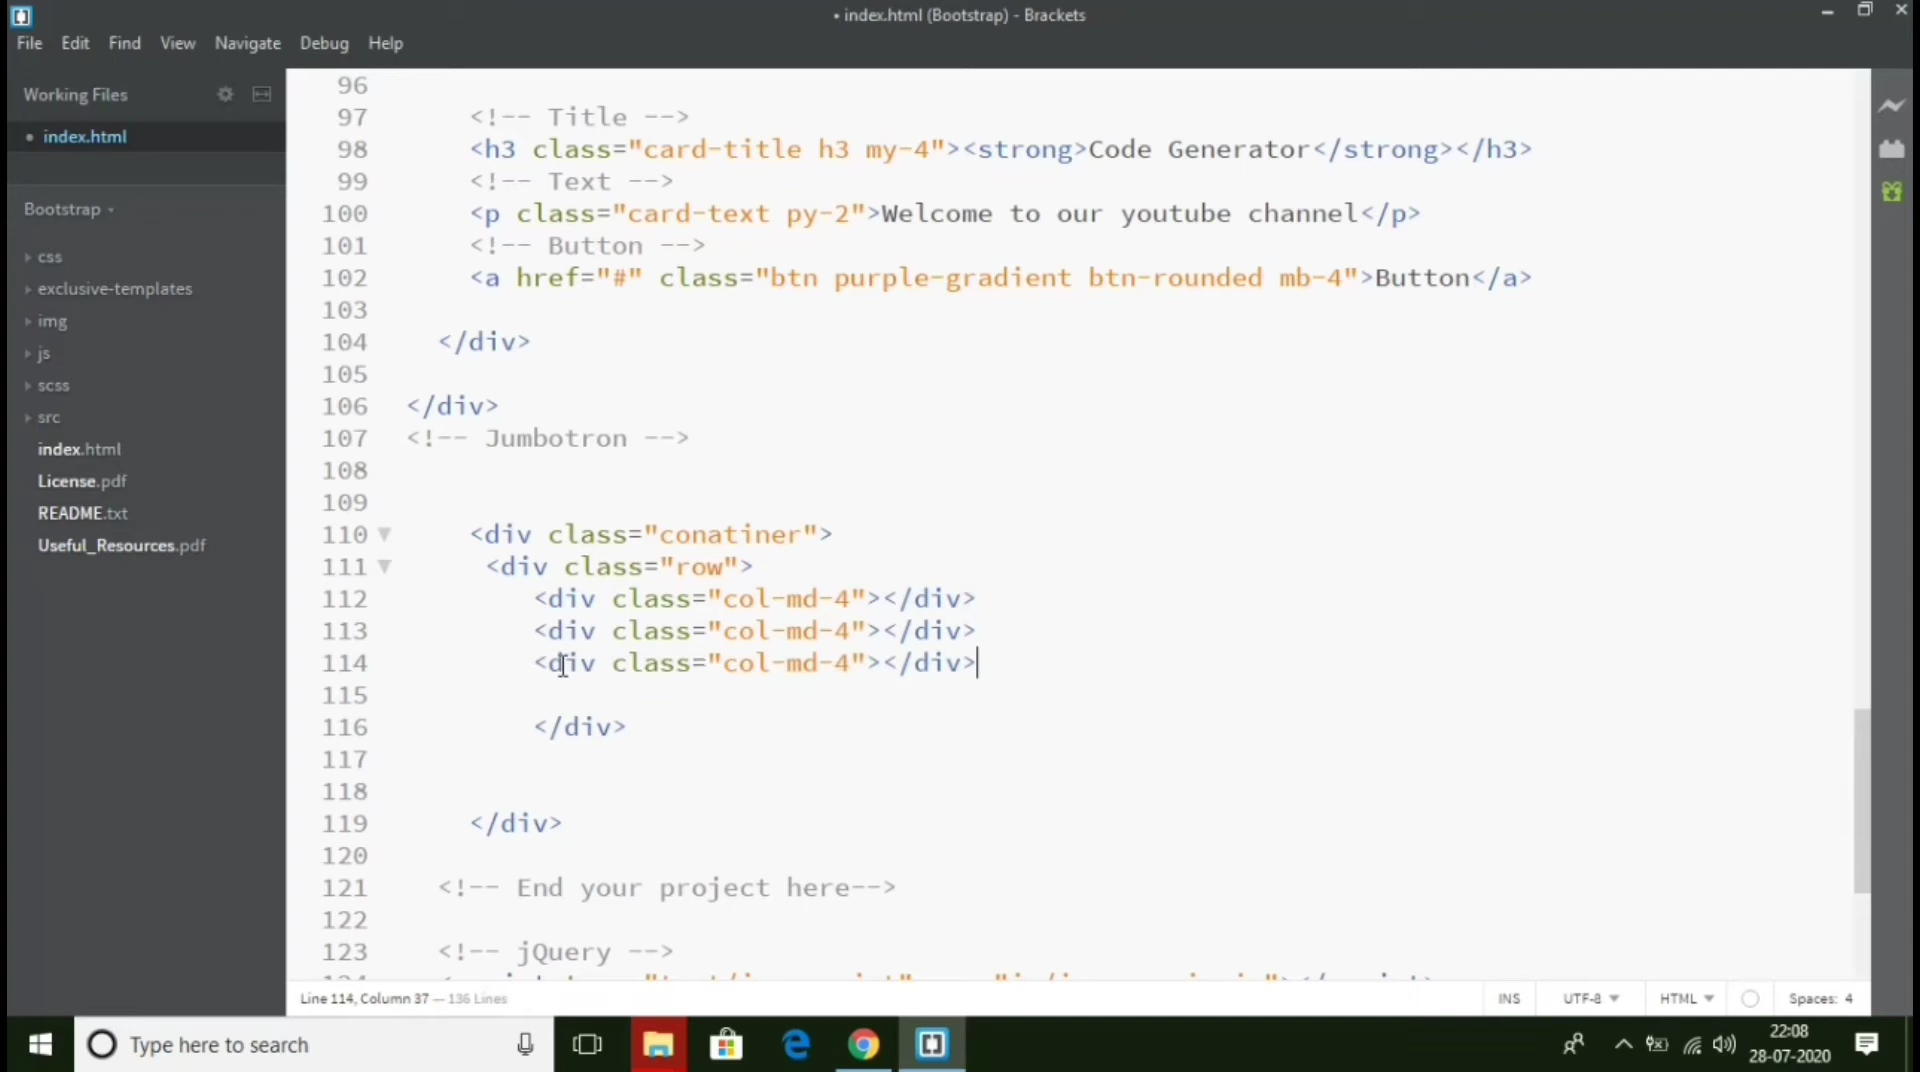 • index.html (Bootstrap) - Brackets
File Edit Find View Navigate Debug Help
Working Files
• index.html
Bootstrap
css
exclusive-templates
img
js
scss
src
index.html
License.pdf
README.txt
Useful_Resources.pdf
96
97 <!-- Title -->
98 <h3 class="card-title h3 my-4"><strong>Code Generator</strong></h3>
99 <!-- Text -->
100 <p class="card-text py-2">Welcome to our youtube channel</p>
101 <!-- Button -->
102 <a href="#" class="btn purple-gradient btn-rounded mb-4">Button</a>
103
104 </div>
105
106 </div>
107 <!-- Jumbotron -->
108
109
110 <div class="conatiner">
111 <div class="row">
112 <div class="col-md-4"></div>
113 <div class="col-md-4"></div>
114 <div class="col-md-4"></div>
115
116 </div>
117
118
119 </div>
120
121 <!-- End your project here-->
122
123 <!-- jQuery -->
Line 114, Column 37 — 136 Lines
INS UTF-8 HTML Spaces: 4
Type here to search
22:08
28-07-2020